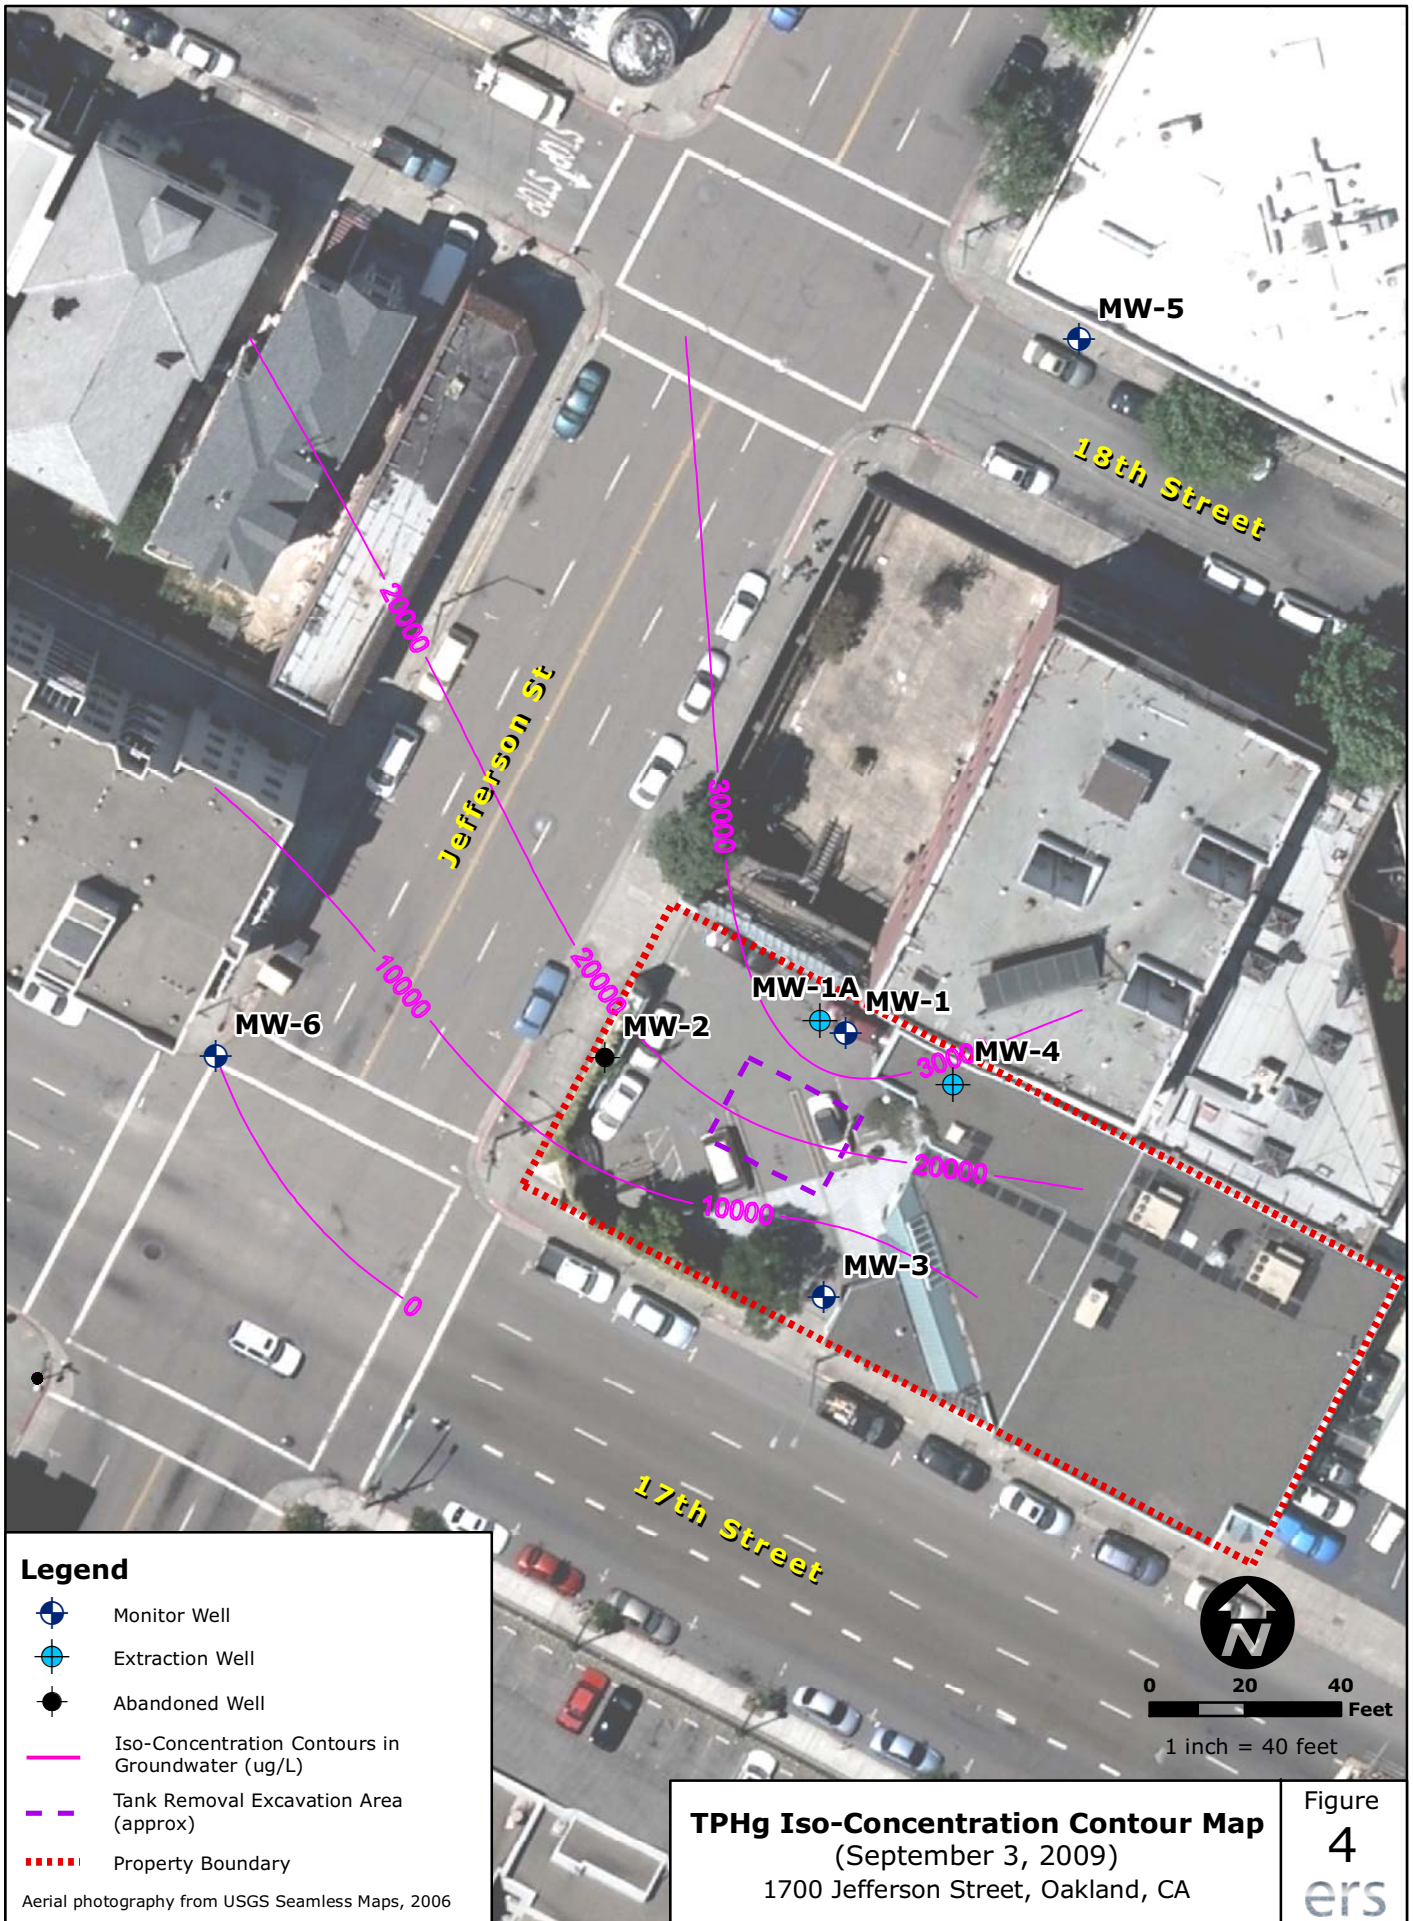 STOP STOP
MW-5
18th Street
20000
Jefferson St
30000
10000
20000
MW-1A
MW-1
MW-6
MW-2
MW-4
20000
10000
MW-3
0
17th Street
Legend
Monitor Well
Extraction Well
Abandoned Well
Iso-Concentration Contours in
Groundwater (ug/L)
Tank Removal Excavation Area
(approx)
Property Boundary
Aerial photography from USGS Seamless Maps, 2006
N
0 20 40
Feet
1 inch = 40 feet
TPHg Iso-Concentration Contour Map
(September 3, 2009)
1700 Jefferson Street, Oakland, CA
Figure
4
ers